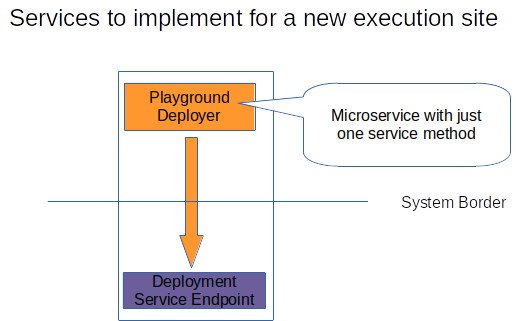 Services to implement for a new execution site
Playground
Deployer
Microservice with just
one service method
System Border
Deployment
Service Endpoint